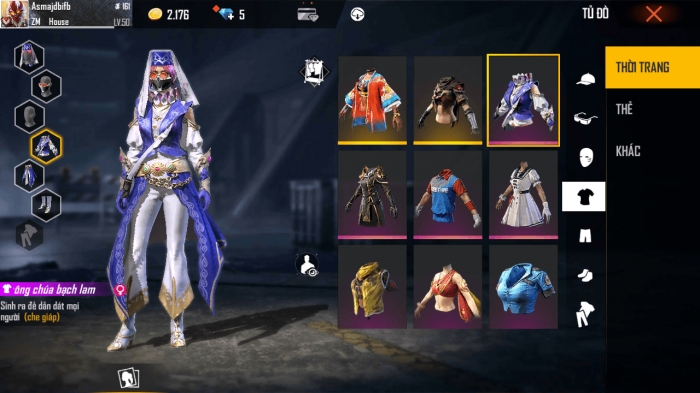 Asmajdbifb
161
ZM House
LV.50
2.176
5
TỦ ĐỒ
THỜI TRANG
THẺ
KHÁC
ông chúa bạch lam
Sinh ra để dẫn dắt mọi
người (che giáp)